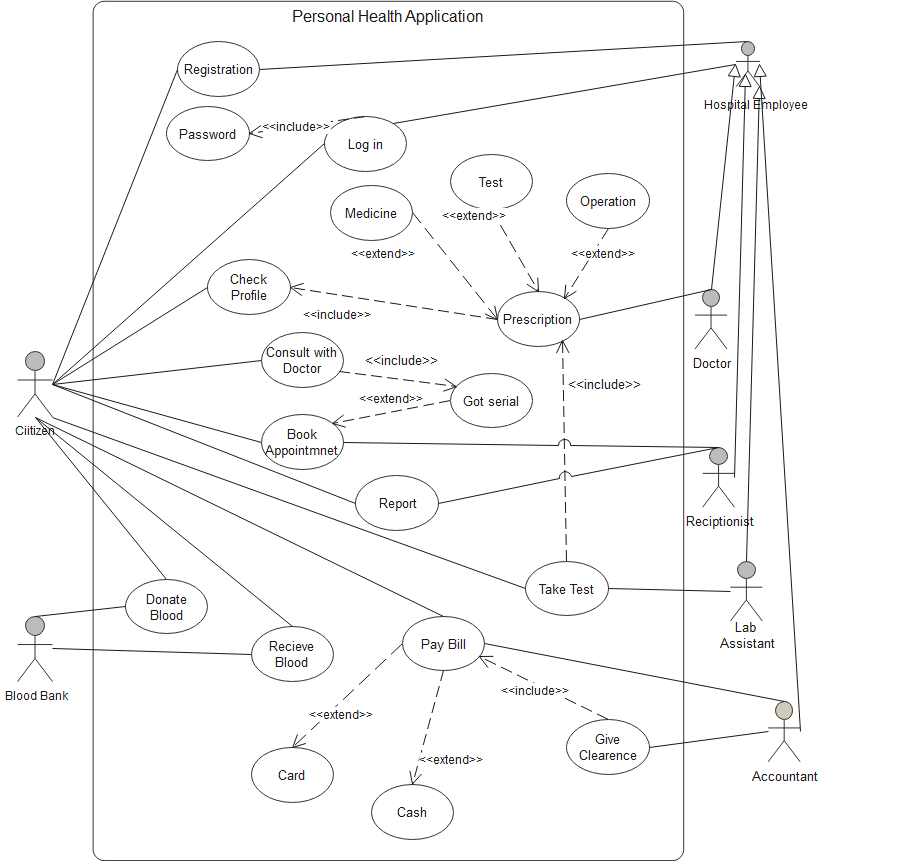 Personal Health Application
Registration
Hospital Employee
Password
<<include>>
Log in
Test
Medicine
<<extend>>
Operation
<<extend>>
<<extend>>
Check
Profile
<<include>>
Prescription
Doctor
Consult with
Doctor
<<include>>
<<include>>
<<extend>>
Got serial
Ciitizen
Book
Appointmnet
Report
Reciptionist
Take Test
Donate
Blood
Lab
Assistant
Recieve
Blood
Pay Bill
Blood Bank
<<include>>
<<extend>>
Give
Clearence
<<extend>>
Card
Accountant
Cash